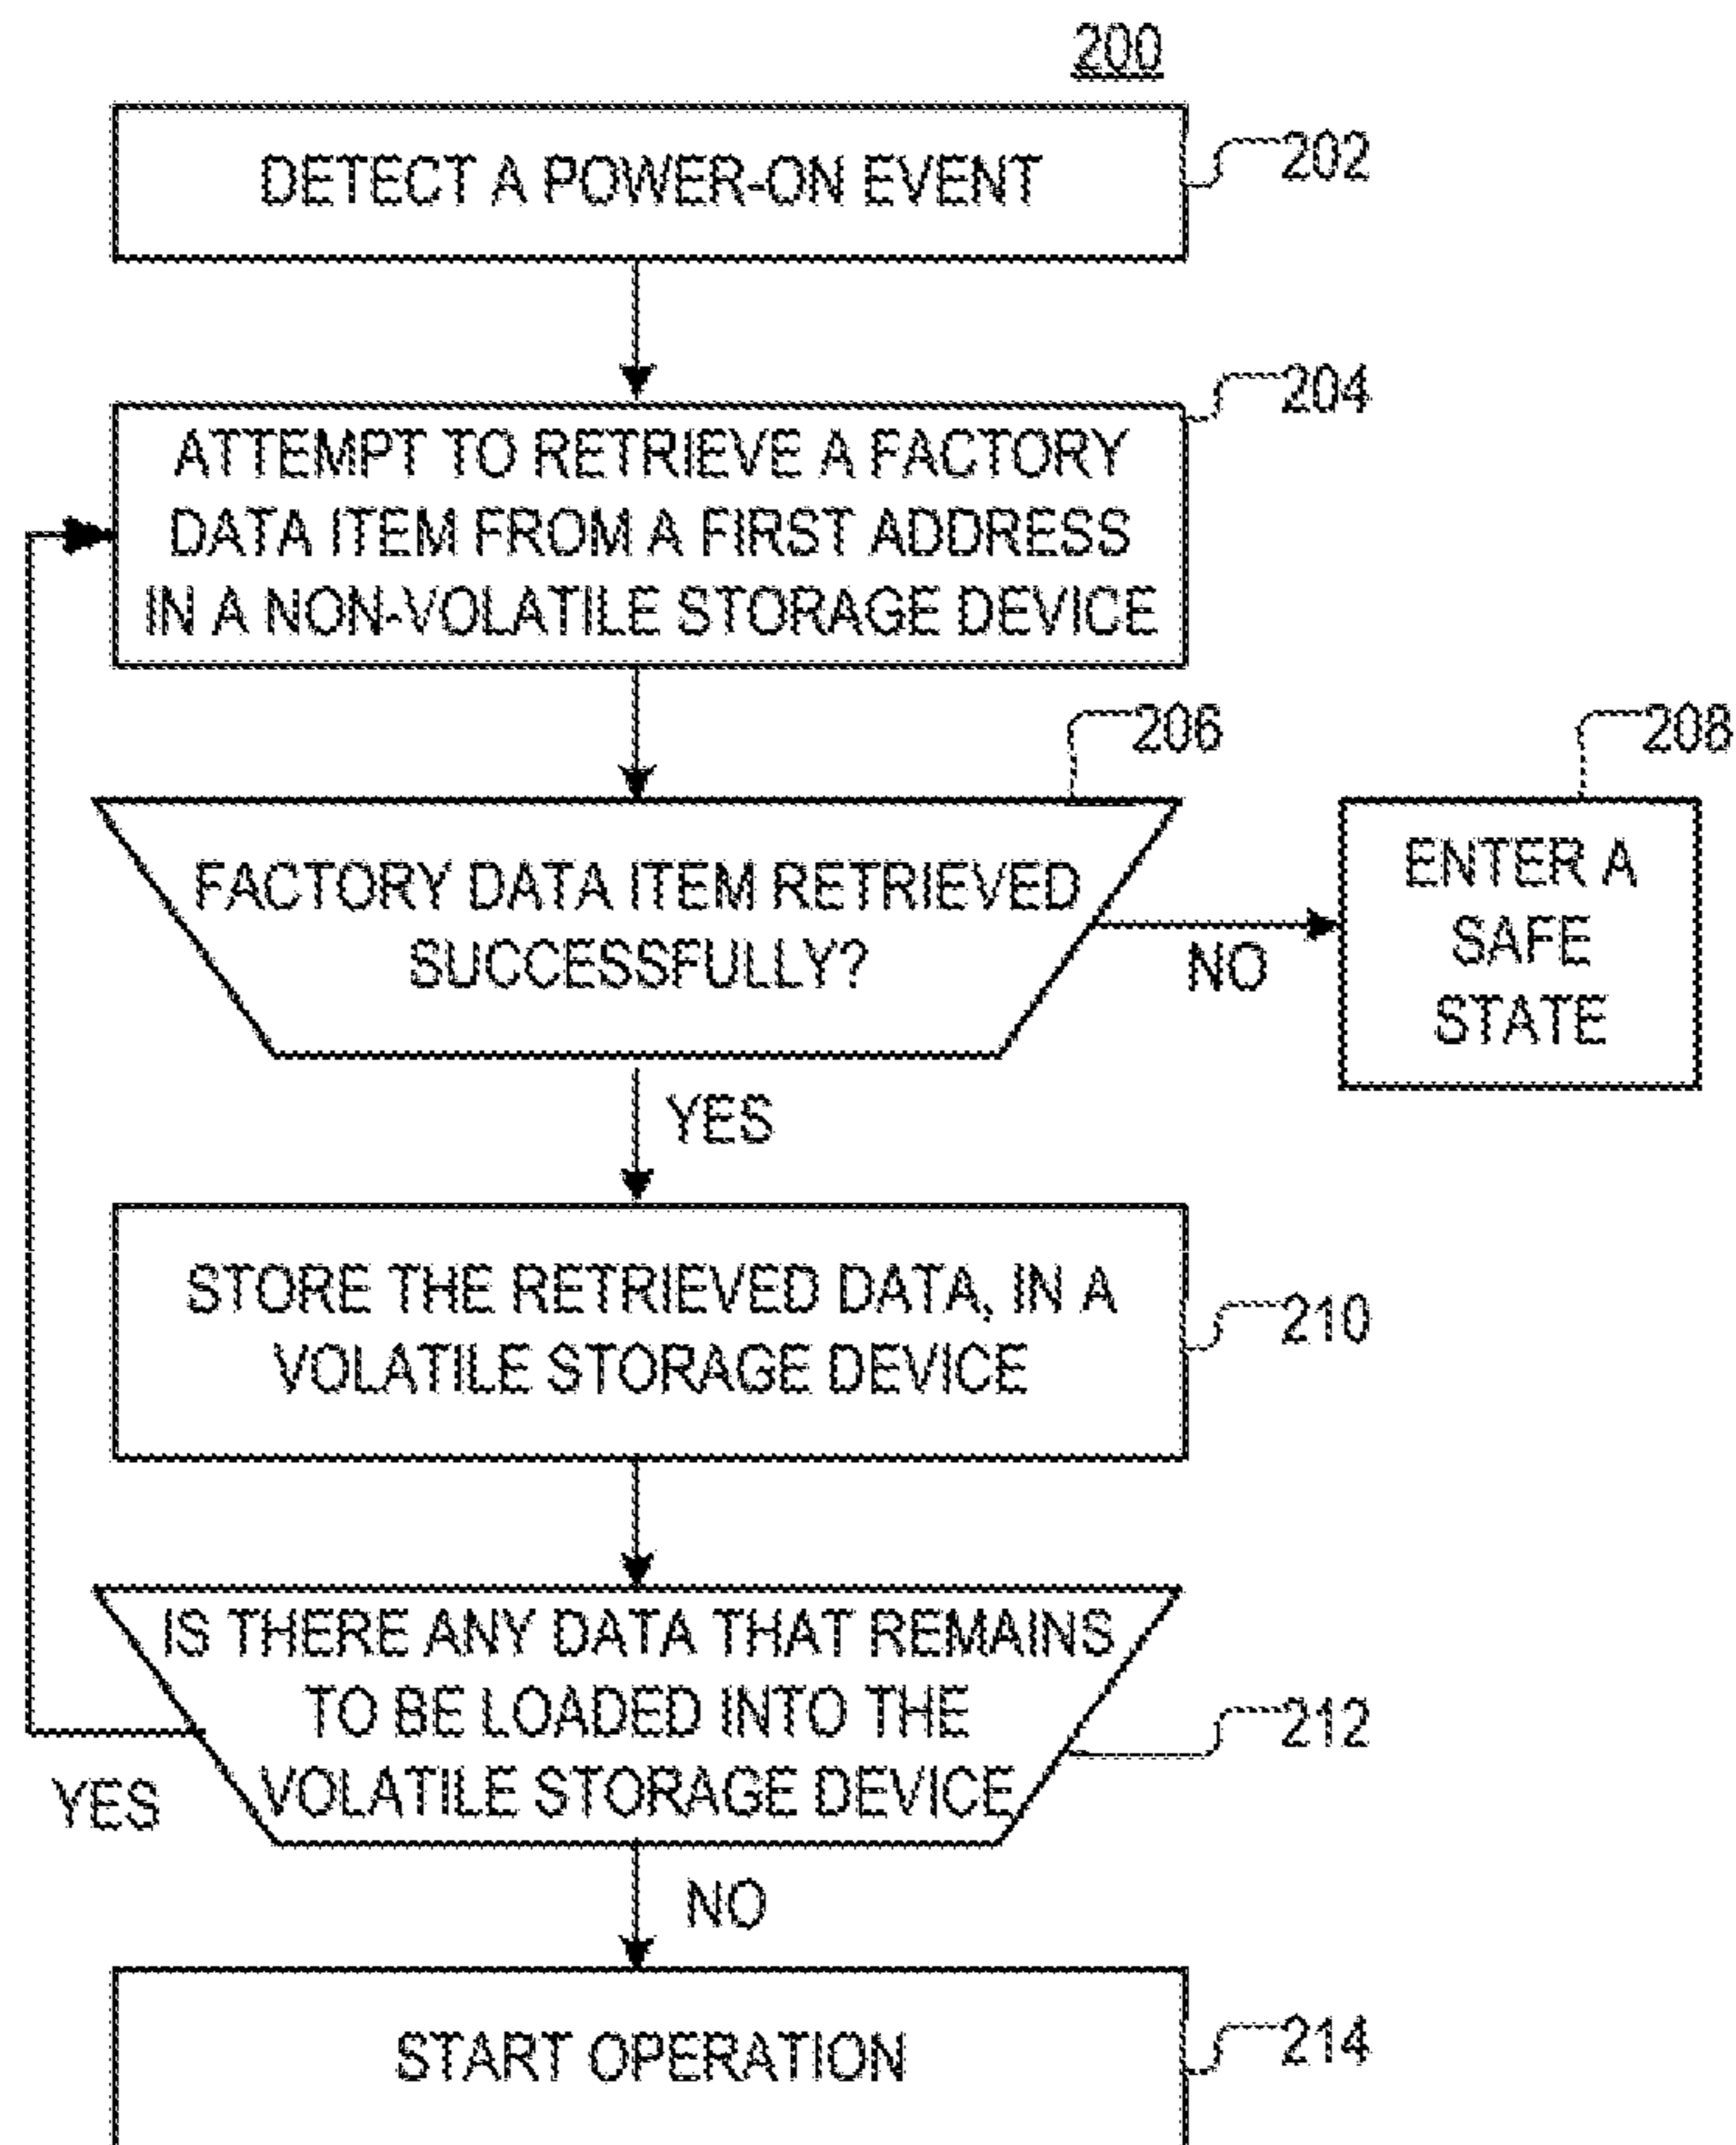 200
DETECT A POWER-ON EVENT
202
ATTEMPT TO RETRIEVE A FACTORY
DATA ITEM FROM A FIRST ADDRESS
IN A NON-VOLATILE STORAGE DEVICE
204
FACTORY DATA ITEM RETRIEVED
SUCCESSFULLY?
206
NO
ENTER A
SAFE
STATE
208
YES
STORE THE RETRIEVED DATA, IN A
VOLATILE STORAGE DEVICE
210
IS THERE ANY DATA THAT REMAINS
TO BE LOADED INTO THE
VOLATILE STORAGE DEVICE
212
YES
NO
START OPERATION
214